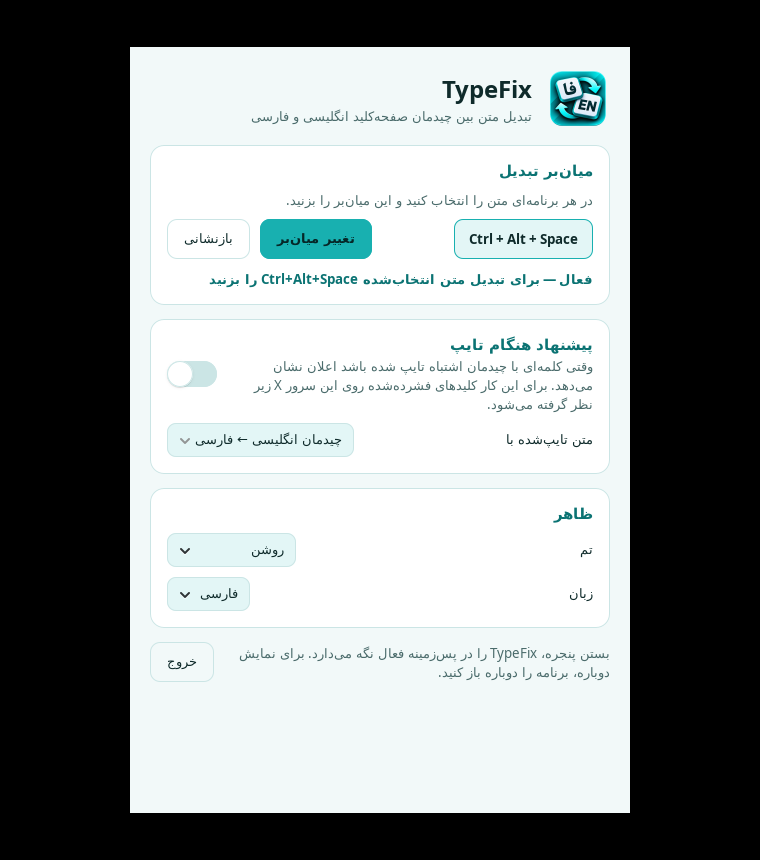 فا
EN
TypeFix
تبدیل متن بین چیدمان صفحه‌کلید انگلیسی و فارسی
میان‌بر تبدیل
در هر برنامه‌ای متن را انتخاب کنید و این میان‌بر را بزنید.
Ctrl + Alt + Space
تغییر میان‌بر
بازنشانی
فعال — برای تبدیل متن انتخاب‌شده Ctrl+Alt+Space را بزنید
پیشنهاد هنگام تایپ
وقتی کلمه‌ای با چیدمان اشتباه تایپ شده باشد اعلان نشان
می‌دهد. برای این کار کلیدهای فشرده‌شده روی این سرور X زیر
نظر گرفته می‌شود.
متن تایپ‌شده با
چیدمان انگلیسی ← فارسی
ظاهر
تم
روشن
زبان
فارسی
بستن پنجره، TypeFix را در پس‌زمینه فعال نگه می‌دارد. برای نمایش
دوباره، برنامه را دوباره باز کنید.
خروج